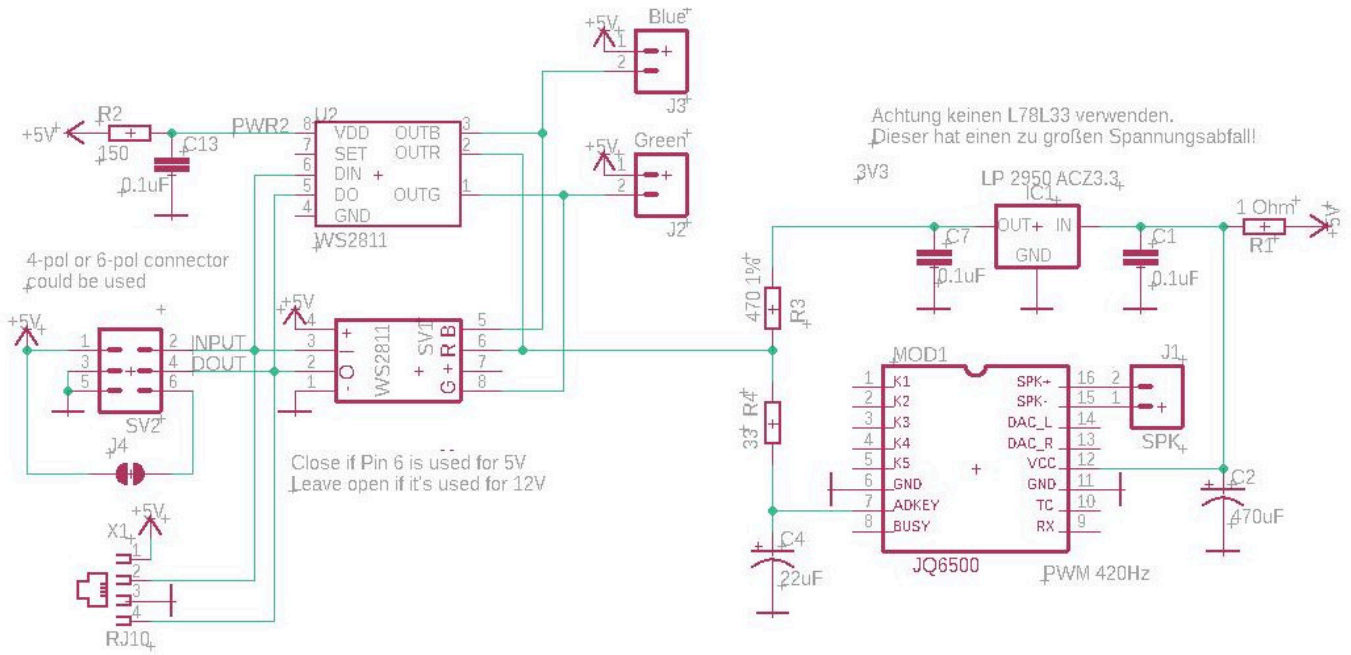 Blue
+5V
1
2
J3
Green
+5V
1
2
J2
R2
+5V
150
C13
0.1uF
PWR2
U2
8 VDD OUTB 3
7 SET OUTR 2
6 DIN
5 DO OUTG 1
4 GND
WS2811
Achtung keinen L78L33 verwenden.
Dieser hat einen zu großen Spannungsabfall!
3V3
LP 2950 ACZ3.3
IC1
OUT IN
GND
C7
0.1uF
C1
0.1uF
1 Ohm
R1
+5V
4-pol or 6-pol connector
could be used
+5V
1 2 INPUT
3 4 DOUT
5 6
SV2
J4
+5V
4 + B 5
3 I R 6
2 O + 7
1 - G 8
WS2811
SV1
470 1%
R3
R4
33
C4
22uF
Close if Pin 6 is used for 5V
Leave open if it's used for 12V
+5V
X1
1
2
3
4
RJ10
MOD1
1 K1 SPK+ 16
2 K2 SPK- 15
3 K3 DAC_L 14
4 K4 DAC_R 13
5 K5 VCC 12
6 GND GND 11
7 ADKEY TC 10
8 BUSY RX 9
JQ6500
PWM 420Hz
J1
2
1
SPK
C2
470uF